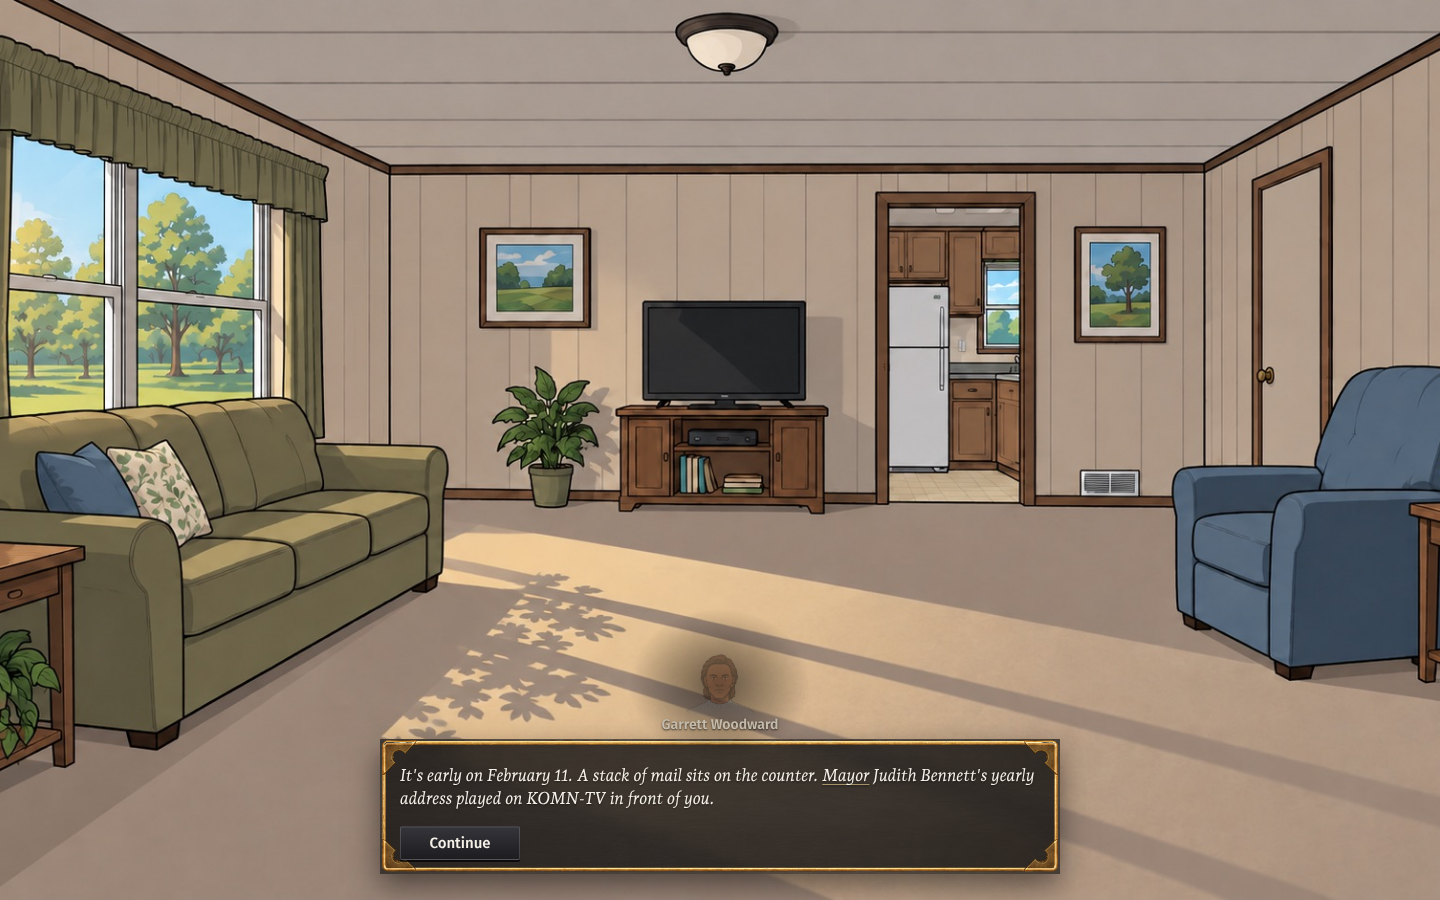 Garrett Woodward
It's early on February 11. A stack of mail sits on the counter. Mayor Judith Bennett's yearly
address played on KOMN-TV in front of you.
Continue